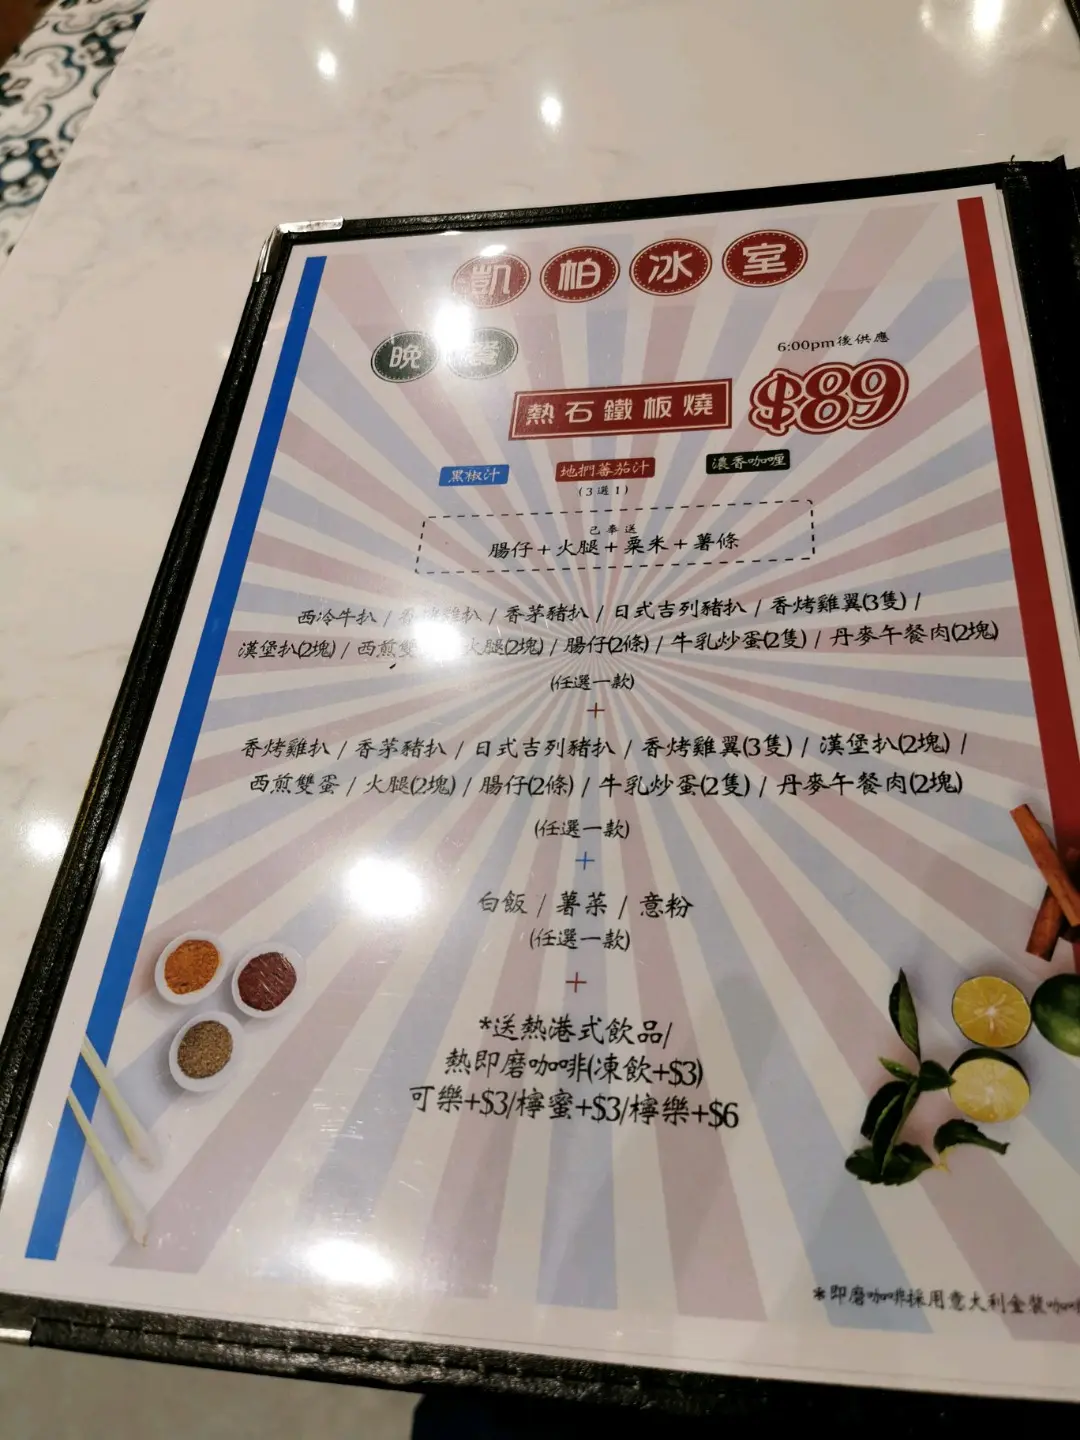 凱帕冰室
晚餐
6:00pm後供應
熱石鐵板燒 $89
黑椒汁 地捫蕃茄汁 濃香咖喱
(3選1)
已奉送
腸仔+火腿+粟米+薯條
西冷牛扒 / 香烤雞扒 / 香茅豬扒 / 日式吉列豬扒 / 香烤雞翼(3隻) /
漢堡扒(2塊) / 西煎雙 火腿(2塊) / 腸仔(2條) / 牛乳炒蛋(2隻) / 丹麥午餐肉(2塊)
(任選一款)
+
香烤雞扒 / 香茅豬扒 / 日式吉列豬扒 / 香烤雞翼(3隻) / 漢堡扒(2塊) /
西煎雙蛋 / 火腿(2塊) / 腸仔(2條) / 牛乳炒蛋(2隻) / 丹麥午餐肉(2塊)
(任選一款)
+
白飯 / 薯菜 / 意粉
(任選一款)
+
*送熱港式飲品/
熱即磨咖啡(凍飲+$3)
可樂+$3/檸蜜+$3/檸樂+$6
*即磨咖啡採用意大利金裝咖啡